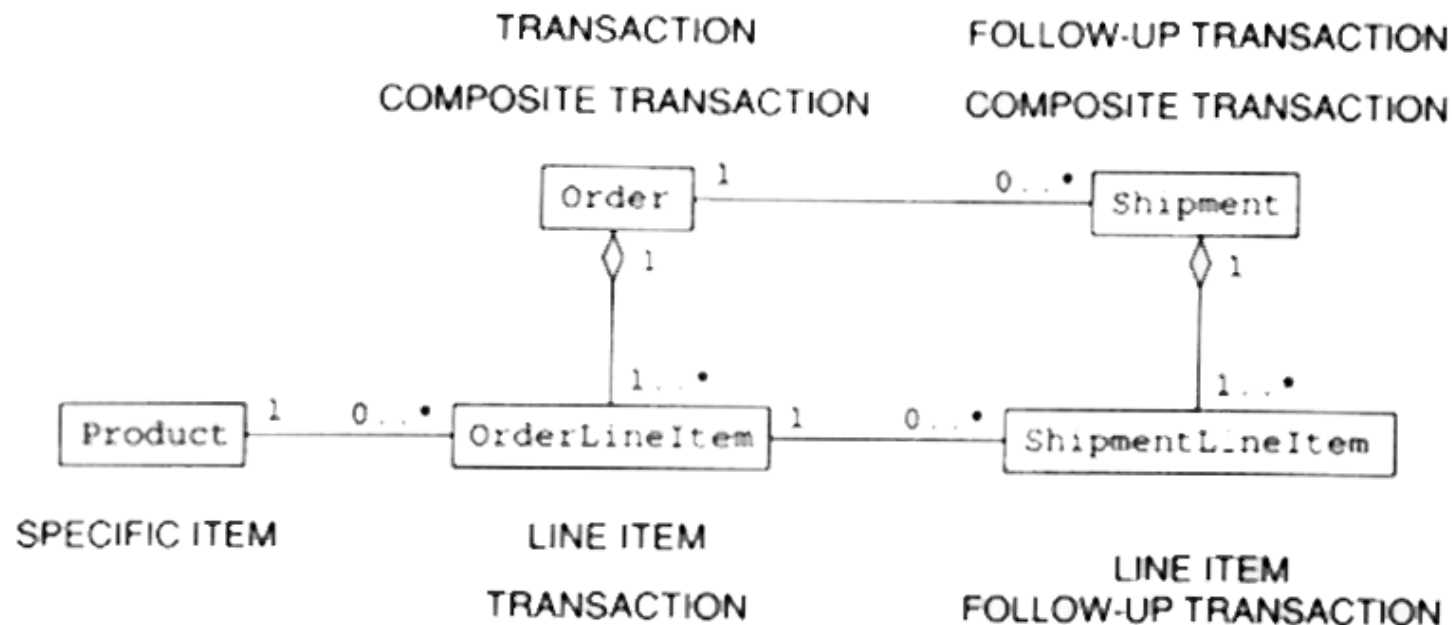 TRANSACTION
FOLLOW-UP TRANSACTION
COMPOSITE TRANSACTION
COMPOSITE TRANSACTION
Order
1
0..•
Shipment
1
1
1..•
1..•
Product
1
0..•
OrderLineItem
1
0..•
ShipmentLineItem
SPECIFIC ITEM
LINE ITEM
LINE ITEM
TRANSACTION
FOLLOW-UP TRANSACTION